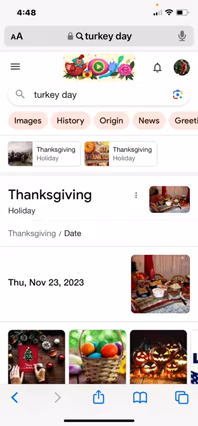 4:48
AA
turkey day
turkey day
Images
History
Origin
News
Greeti
Thanksgiving
Holiday
Thanksgiving
Holiday
Thanksgiving
Holiday
Thanksgiving / Date
Thu, Nov 23, 2023